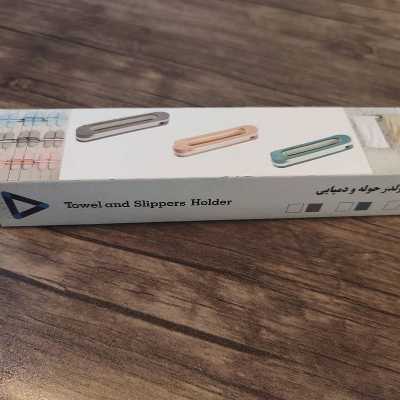 Towel and Slippers Holder
هولدر حوله و دمپایی